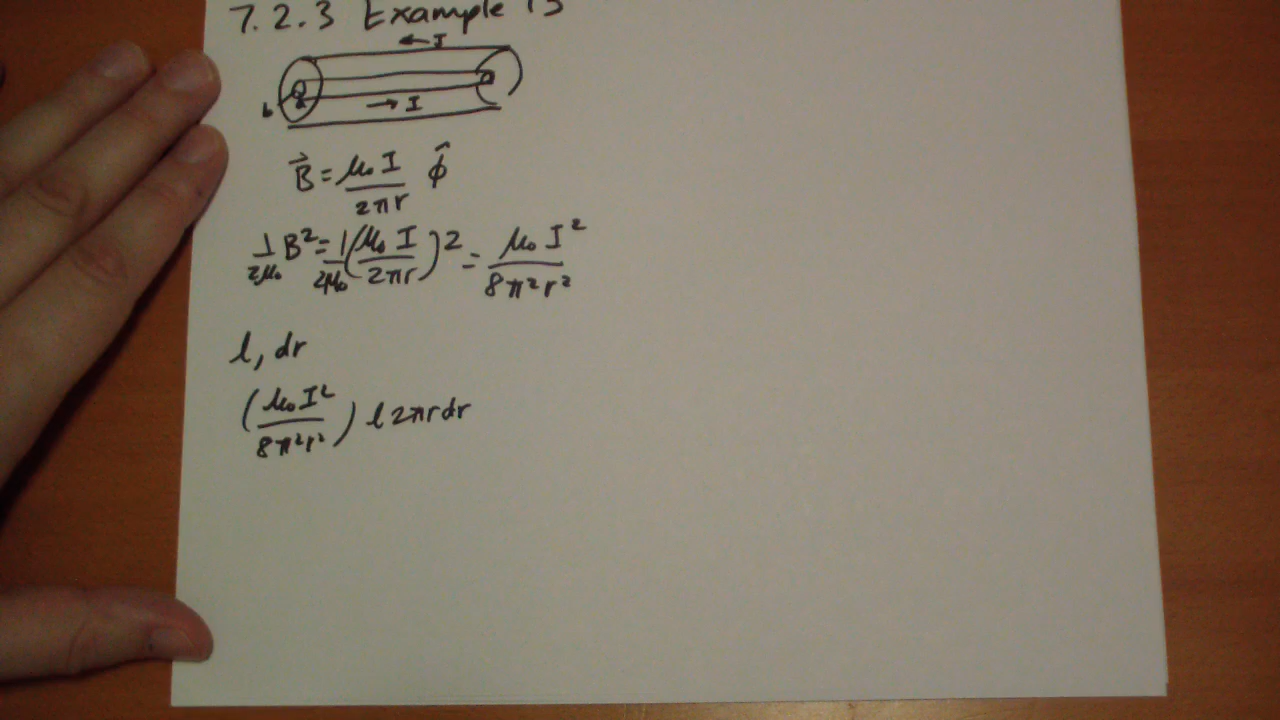 7.2.3 Example 13
← I
a
b
→ I
B⃗ = μ₀I / 2πr φ̂
1/2μ₀ B² = 1/2μ₀ (μ₀I / 2πr)² = μ₀I² / 8π²r²
l, dr
(μ₀I² / 8π²r²) l 2πr dr